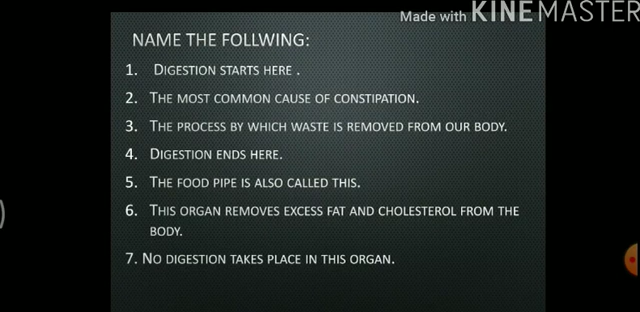 Made with KINEMASTER
NAME THE FOLLWING:
1. DIGESTION STARTS HERE .
2. THE MOST COMMON CAUSE OF CONSTIPATION.
3. THE PROCESS BY WHICH WASTE IS REMOVED FROM OUR BODY.
4. DIGESTION ENDS HERE.
5. THE FOOD PIPE IS ALSO CALLED THIS.
6. THIS ORGAN REMOVES EXCESS FAT AND CHOLESTEROL FROM THE
BODY.
7. NO DIGESTION TAKES PLACE IN THIS ORGAN.